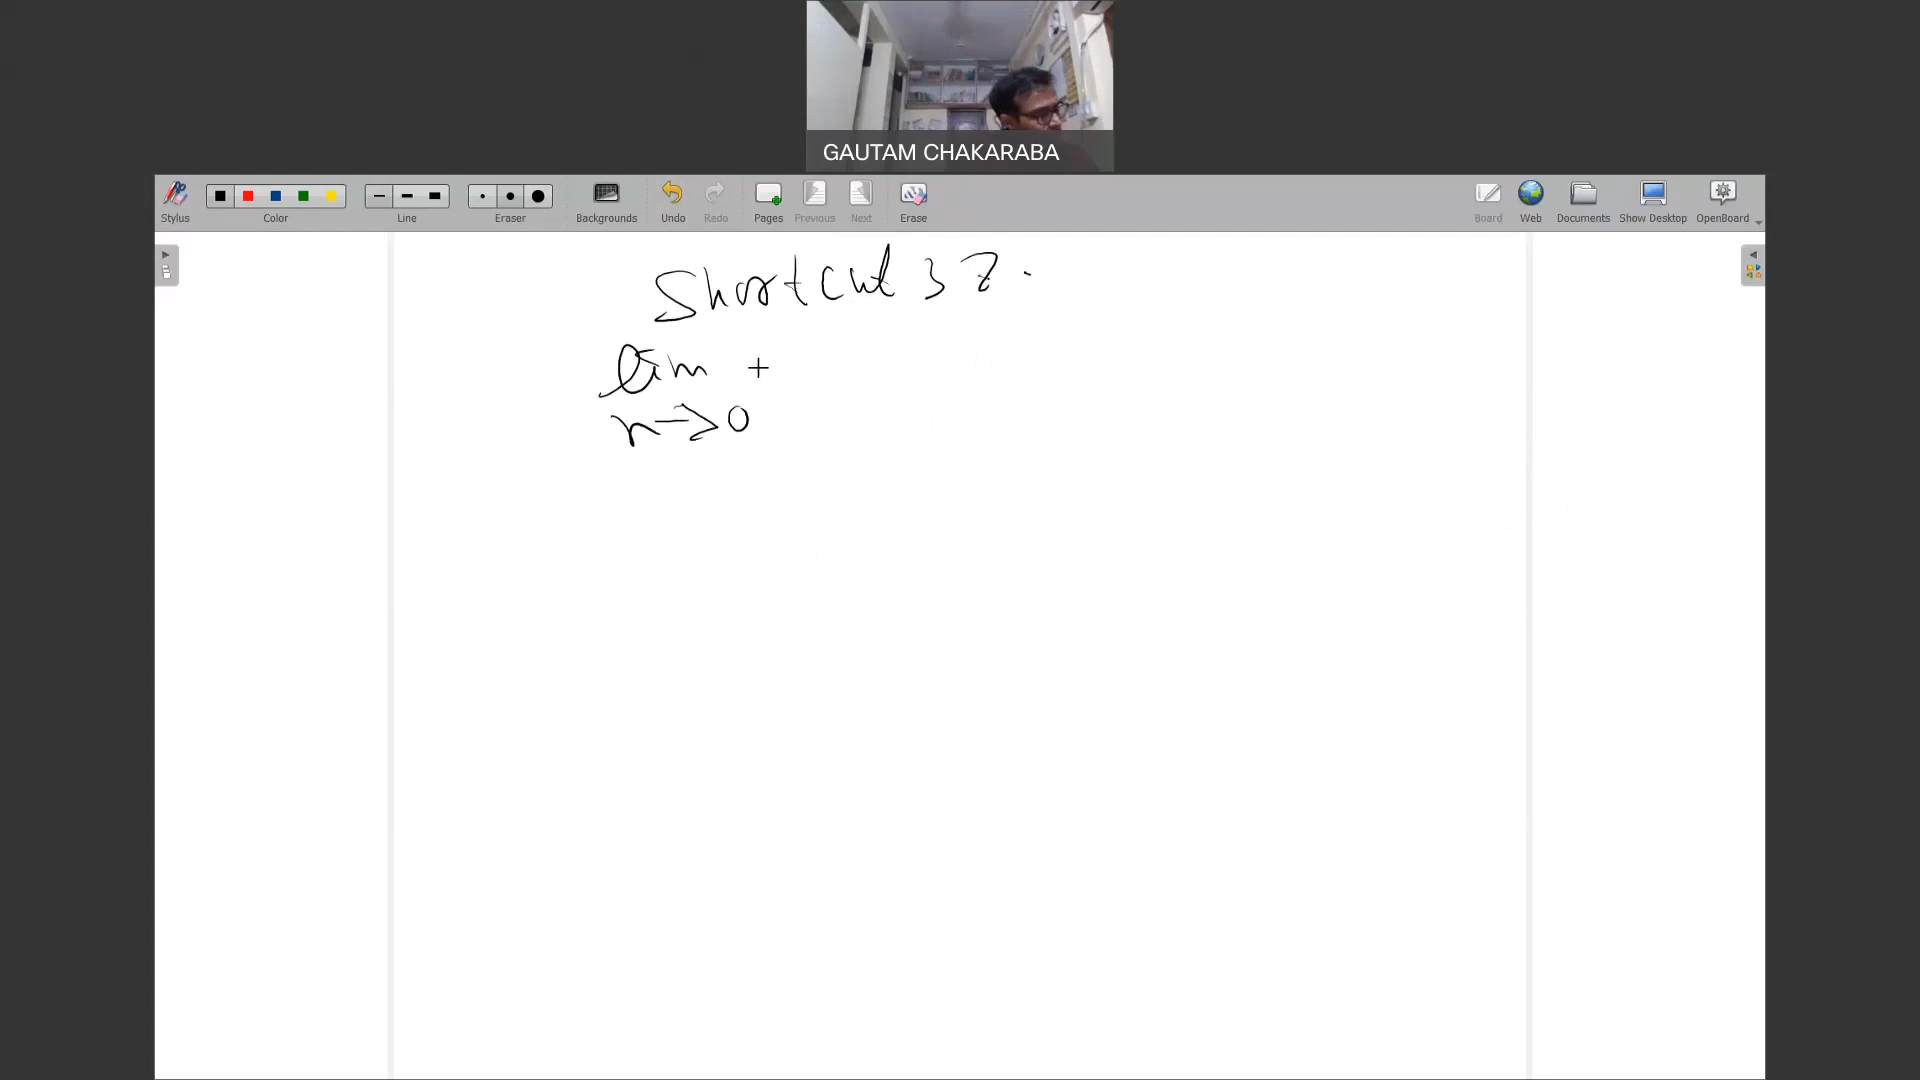 GAUTAM CHAKARABA
Stylus Color Line Eraser Backgrounds Undo Redo Pages Previous Next Erase Board Web Documents Show Desktop OpenBoard
Shortcut 37.
lim +
x→0